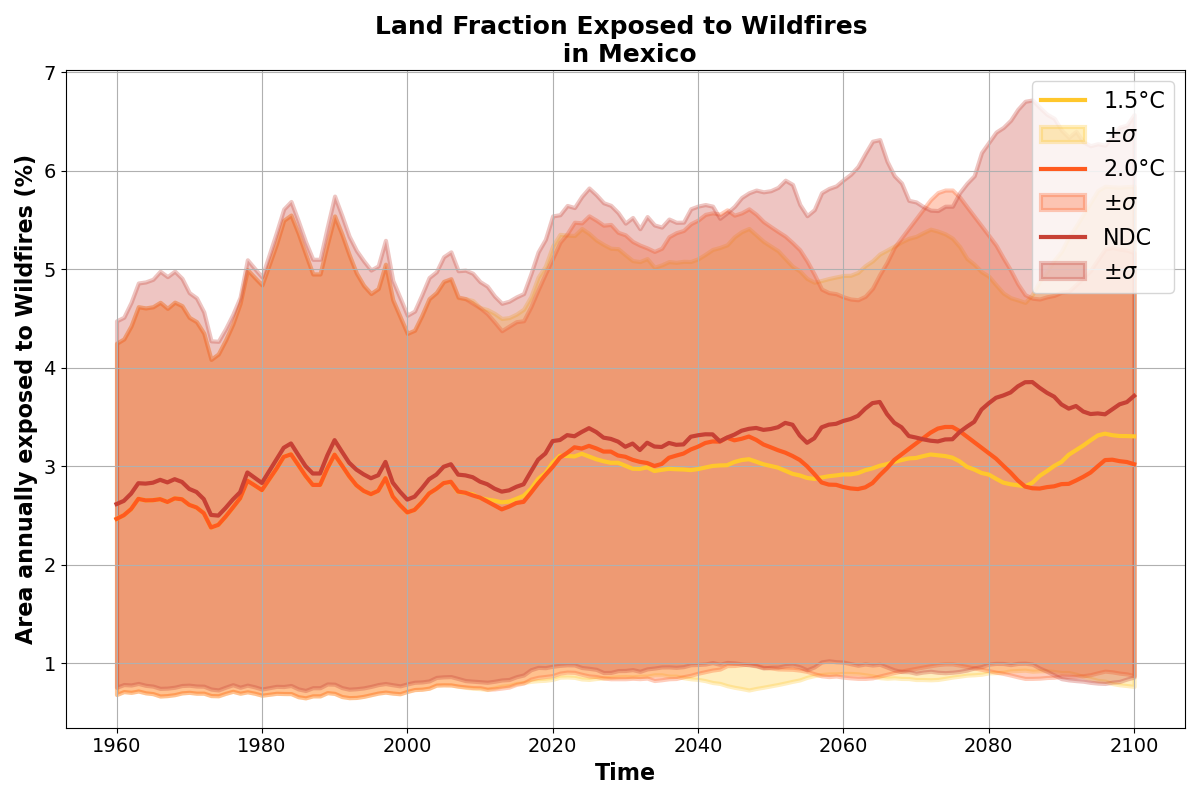 Land Fraction Exposed to Wildfires
in Mexico
Area annually exposed to Wildfires (%)
7
6
5
4
3
2
1
1.5°C
±σ
2.0°C
±σ
NDC
±σ
1960 1980 2000 2020 2040 2060 2080 2100
Time